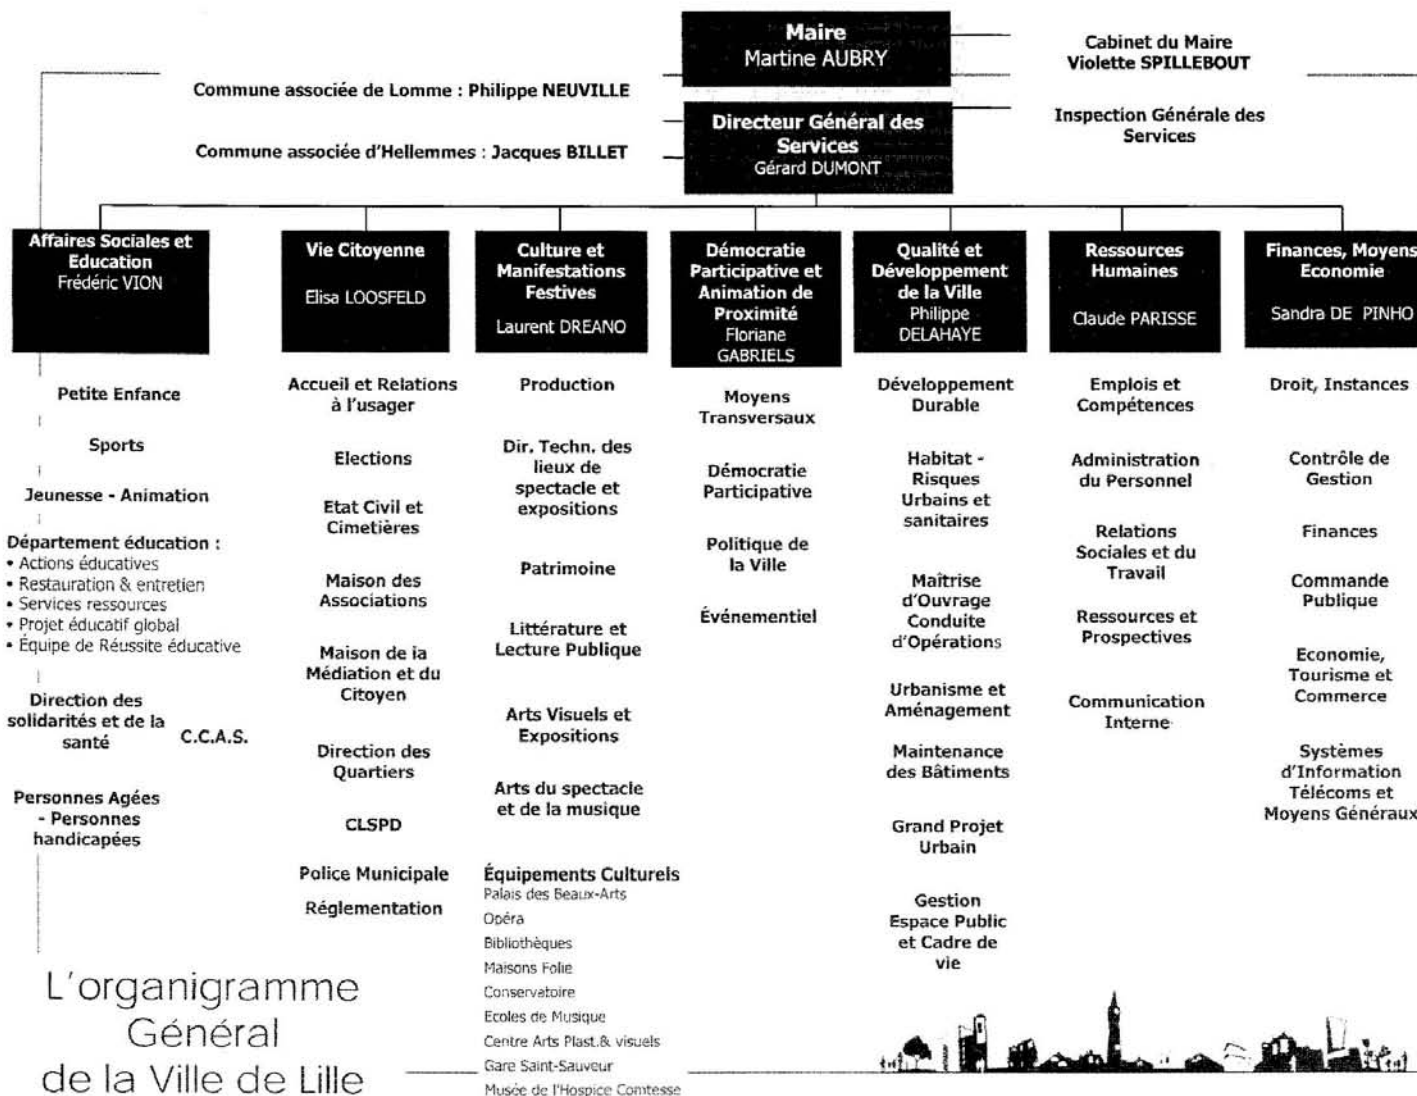 Maire
Martine AUBRY
Cabinet du Maire
Violette SPILLEBOUT
Commune associée de Lomme : Philippe NEUVILLE
Directeur Général des
Services
Gérard DUMONT
Inspection Générale des
Services
Commune associée d'Hellemmes : Jacques BILLET
Affaires Sociales et
Education
Frédéric VION
Petite Enfance
Sports
Jeunesse - Animation
Département éducation :
• Actions éducatives
• Restauration & entretien
• Services ressources
• Projet éducatif global
• Équipe de Réussite éducative
Direction des
solidarités et de la
santé
C.C.A.S.
Personnes Agées
- Personnes
handicapées
Vie Citoyenne
Elisa LOOSFELD
Accueil et Relations
à l'usager
Elections
Etat Civil et
Cimetières
Maison des
Associations
Maison de la
Médiation et du
Citoyen
Direction des
Quartiers
CLSPD
Police Municipale
Réglementation
Culture et
Manifestations
Festives
Laurent DREANO
Production
Dir. Techn. des
lieux de
spectacle et
expositions
Patrimoine
Littérature et
Lecture Publique
Arts Visuels et
Expositions
Arts du spectacle
et de la musique
Équipements Culturels
Palais des Beaux-Arts
Opéra
Bibliothèques
Maisons Folie
Conservatoire
Ecoles de Musique
Centre Arts Plast.& visuels
Gare Saint-Sauveur
Musée de l'Hospice Comtesse
Démocratie
Participative et
Animation de
Proximité
Floriane
GABRIELS
Moyens
Transversaux
Démocratie
Participative
Politique de
la Ville
Événementiel
Qualité et
Développement
de la Ville
Philippe
DELAHAYE
Développement
Durable
Habitat -
Risques
Urbains et
sanitaires
Maîtrise
d'Ouvrage
Conduite
d'Opérations
Urbanisme et
Aménagement
Maintenance
des Bâtiments
Grand Projet
Urbain
Gestion
Espace Public
et Cadre de
vie
Ressources
Humaines
Claude PARISSE
Emplois et
Compétences
Administration
du Personnel
Relations
Sociales et du
Travail
Ressources et
Prospectives
Communication
Interne
Finances, Moyens
Economie
Sandra DE PINHO
Droit, Instances
Contrôle de
Gestion
Finances
Commande
Publique
Economie,
Tourisme et
Commerce
Systèmes
d'Information
Télécoms et
Moyens Généraux
L'organigramme
Général
de la Ville de Lille